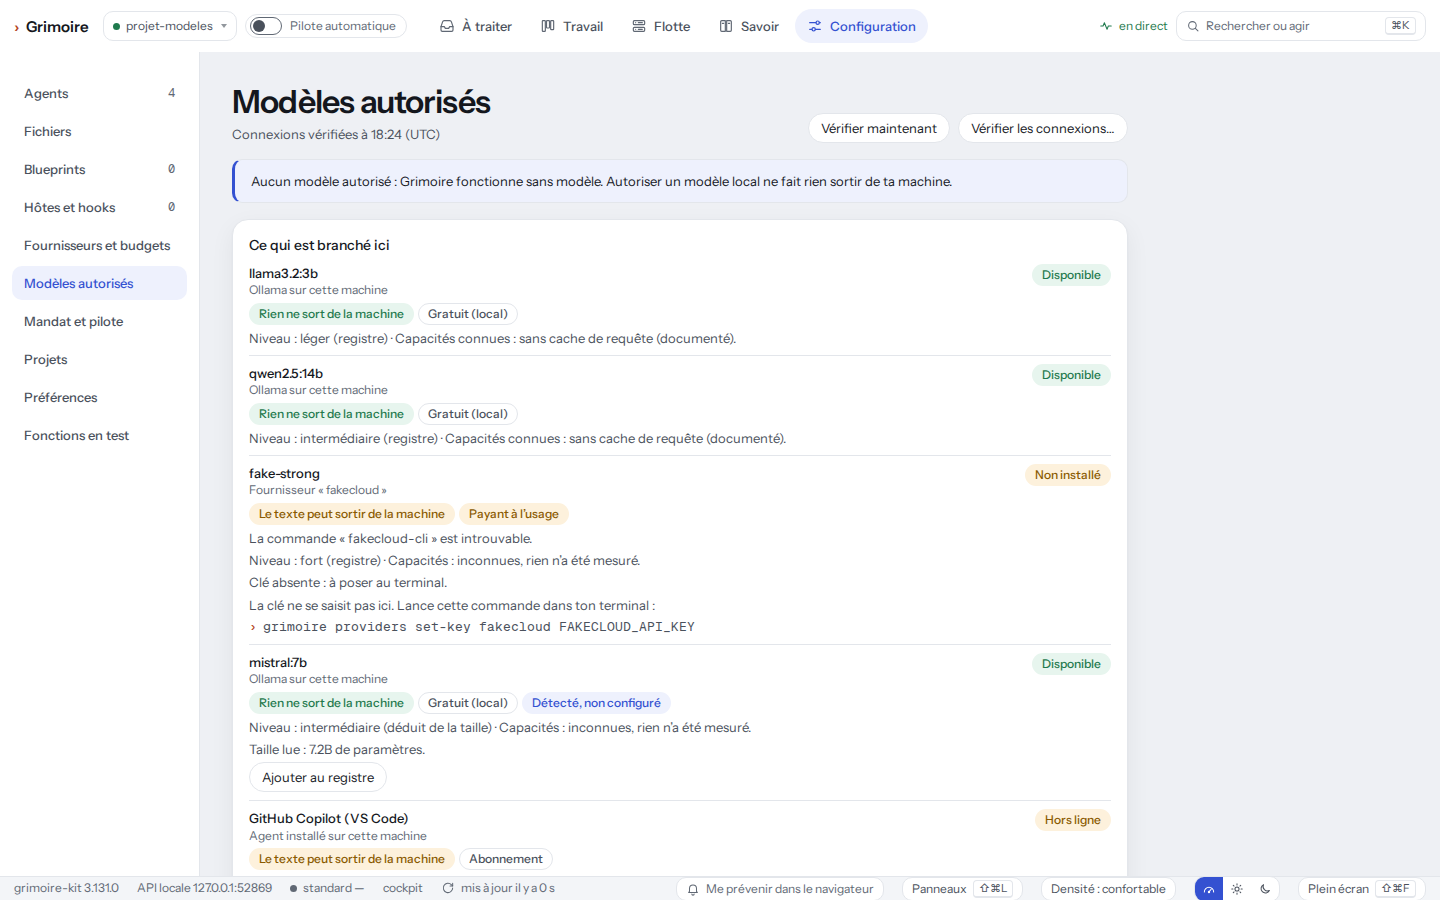 › Grimoire
projet-modeles
Pilote automatique
À traiter
Travail
Flotte
Savoir
Configuration
en direct
Rechercher ou agir
⌘K
Agents 4
Fichiers
Blueprints 0
Hôtes et hooks 0
Fournisseurs et budgets
Modèles autorisés
Mandat et pilote
Projets
Préférences
Fonctions en test
Modèles autorisés
Connexions vérifiées à 18:24 (UTC)
Vérifier maintenant
Vérifier les connexions…
Aucun modèle autorisé : Grimoire fonctionne sans modèle. Autoriser un modèle local ne fait rien sortir de ta machine.
Ce qui est branché ici
llama3.2:3b
Disponible
Ollama sur cette machine
Rien ne sort de la machine
Gratuit (local)
Niveau : léger (registre) · Capacités connues : sans cache de requête (documenté).
qwen2.5:14b
Disponible
Ollama sur cette machine
Rien ne sort de la machine
Gratuit (local)
Niveau : intermédiaire (registre) · Capacités connues : sans cache de requête (documenté).
fake-strong
Non installé
Fournisseur « fakecloud »
Le texte peut sortir de la machine
Payant à l’usage
La commande « fakecloud-cli » est introuvable.
Niveau : fort (registre) · Capacités : inconnues, rien n’a été mesuré.
Clé absente : à poser au terminal.
La clé ne se saisit pas ici. Lance cette commande dans ton terminal :
› grimoire providers set-key fakecloud FAKECLOUD_API_KEY
mistral:7b
Disponible
Ollama sur cette machine
Rien ne sort de la machine
Gratuit (local)
Détecté, non configuré
Niveau : intermédiaire (déduit de la taille) · Capacités : inconnues, rien n’a été mesuré.
Taille lue : 7.2B de paramètres.
Ajouter au registre
GitHub Copilot (VS Code)
Hors ligne
Agent installé sur cette machine
Le texte peut sortir de la machine
Abonnement
grimoire-kit 3.131.0
API locale 127.0.0.1:52869
standard —
cockpit
mis à jour il y a 0 s
Me prévenir dans le navigateur
Panneaux ⇧⌘L
Densité : confortable
Plein écran ⇧⌘F